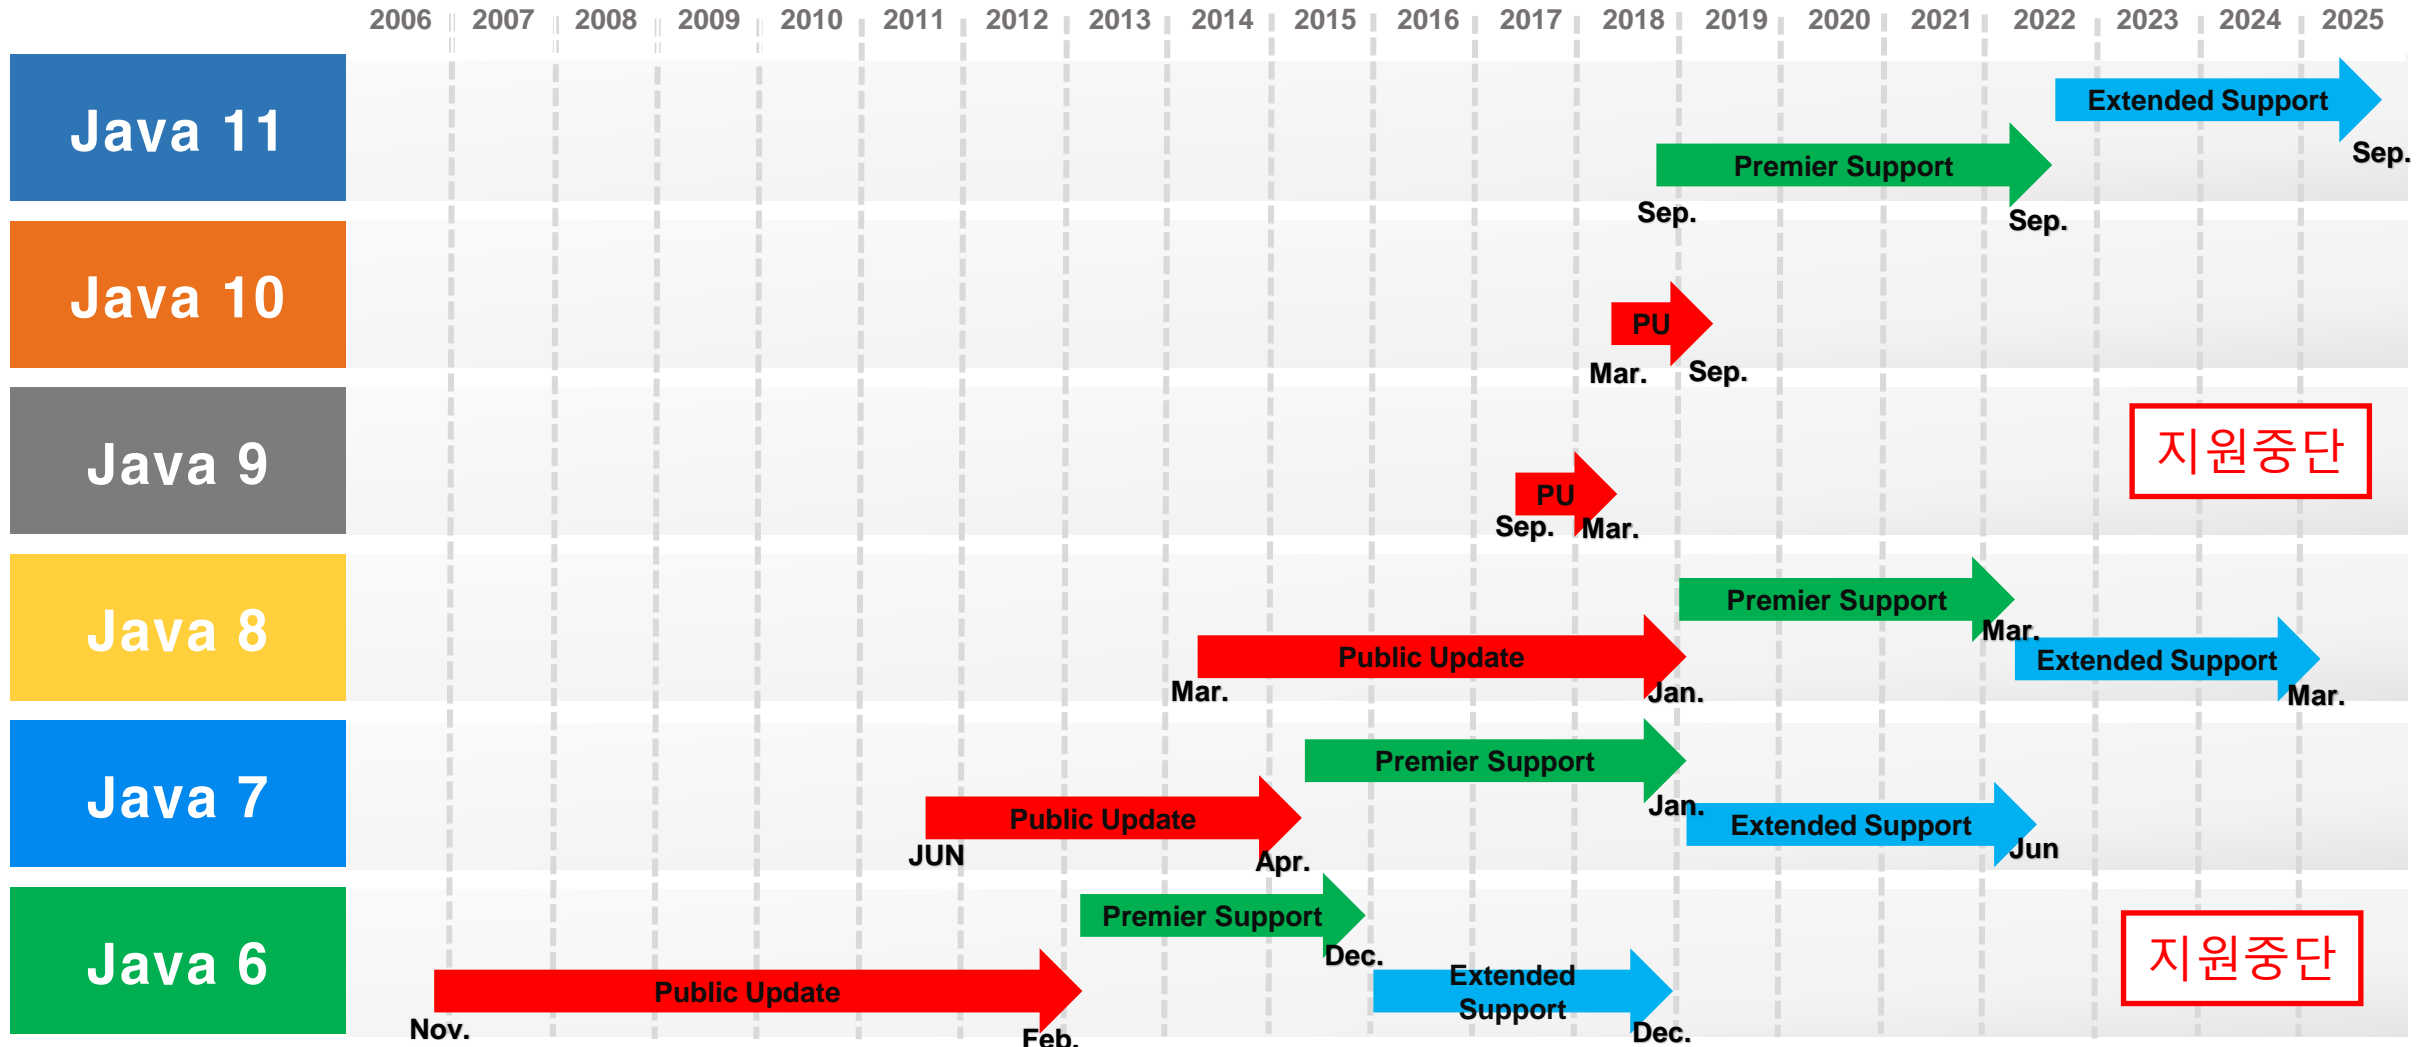 2006 2007 2008 2009 2010 2011 2012 2013 2014 2015 2016 2017 2018 2019 2020 2021 2022 2023 2024 2025
Java 11
Extended Support
Sep.
Premier Support
Sep.
Sep.
Java 10
PU
Mar.
Sep.
Java 9
지원중단
PU
Sep.
Mar.
Java 8
Premier Support
Mar.
Public Update
Mar.
Jan.
Extended Support
Mar.
Java 7
Premier Support
Jan.
Public Update
JUN
Apr.
Extended Support
Jun
Java 6
Premier Support
Dec.
지원중단
Public Update
Nov.
Feb.
Extended
Support
Dec.